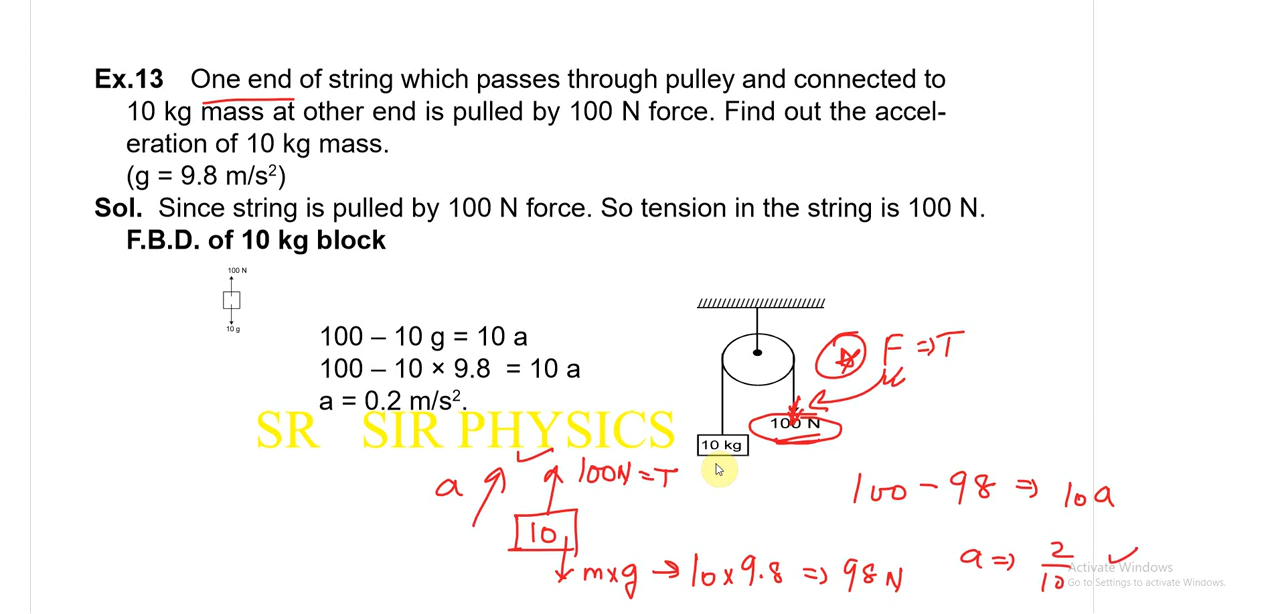 Ex.13 One end of string which passes through pulley and connected to
10 kg mass at other end is pulled by 100 N force. Find out the accel-
eration of 10 kg mass.
(g = 9.8 m/s²)
Sol. Since string is pulled by 100 N force. So tension in the string is 100 N.
F.B.D. of 10 kg block
100 N
10 g
100 – 10 g = 10 a
100 – 10 × 9.8 = 10 a
a = 0.2 m/s².
F ⇒ T
100 N
10 kg
SR SIR PHYSICS
a
100N = T
10
m×g → 10×9.8 ⇒ 98 N
100 – 98 ⇒ 10a
a ⇒ 2/10
Activate Windows
Go to Settings to activate Windows.